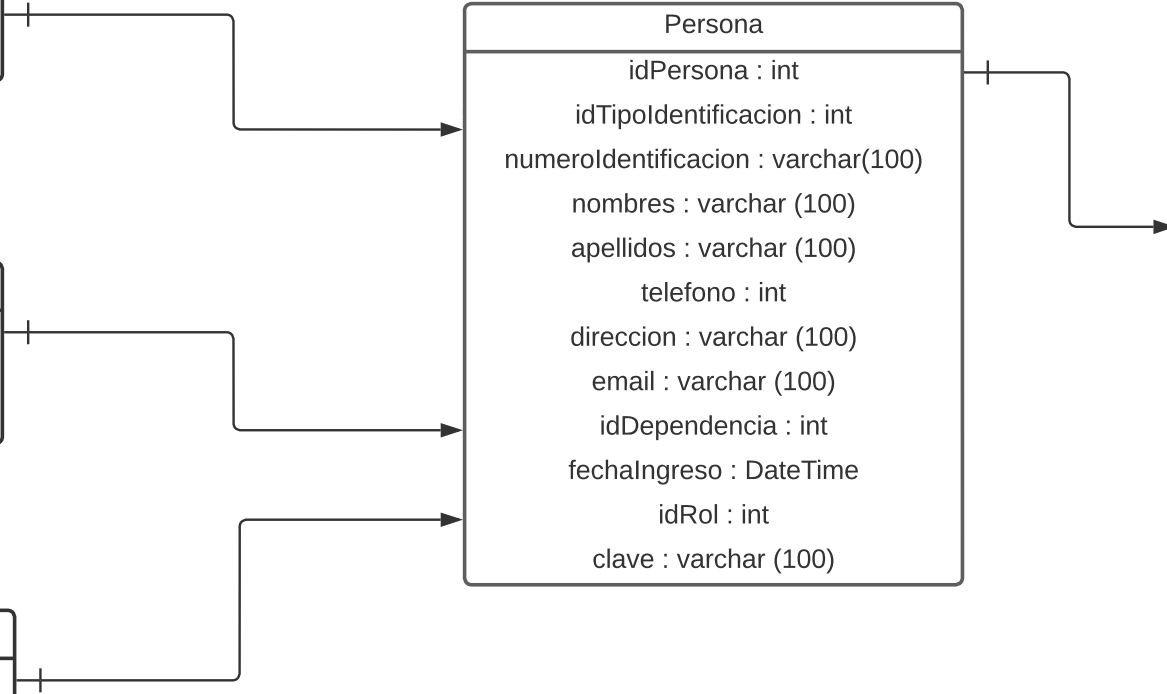 Persona
idPersona : int
idTipoIdentificacion : int
numeroIdentificacion : varchar(100)
nombres : varchar (100)
apellidos : varchar (100)
telefono : int
direccion : varchar (100)
email : varchar (100)
idDependencia : int
fechaIngreso : DateTime
idRol : int
clave : varchar (100)